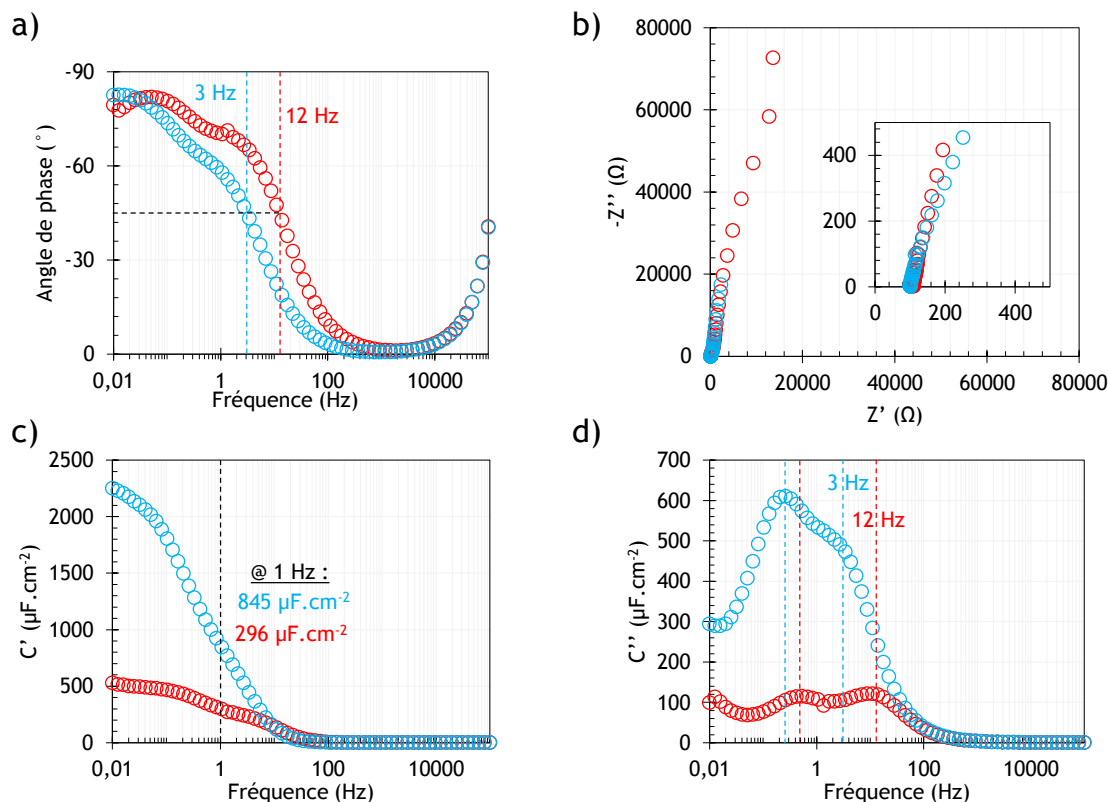 a)
-90
-60
-30
0
Angle de phase (°)
3 Hz
12 Hz
0,01
1
100
10000
Fréquence (Hz)
b)
80000
60000
40000
20000
0
-Z'' (Ω)
400
200
0
0
200
400
0
20000
40000
60000
80000
Z' (Ω)
c)
2500
2000
1500
1000
500
0
C' (µF.cm-2)
@ 1 Hz :
845 µF.cm-2
296 µF.cm-2
0,01
1
100
10000
Fréquence (Hz)
d)
700
600
500
400
300
200
100
0
C'' (µF.cm-2)
3 Hz
12 Hz
0,01
1
100
10000
Fréquence (Hz)